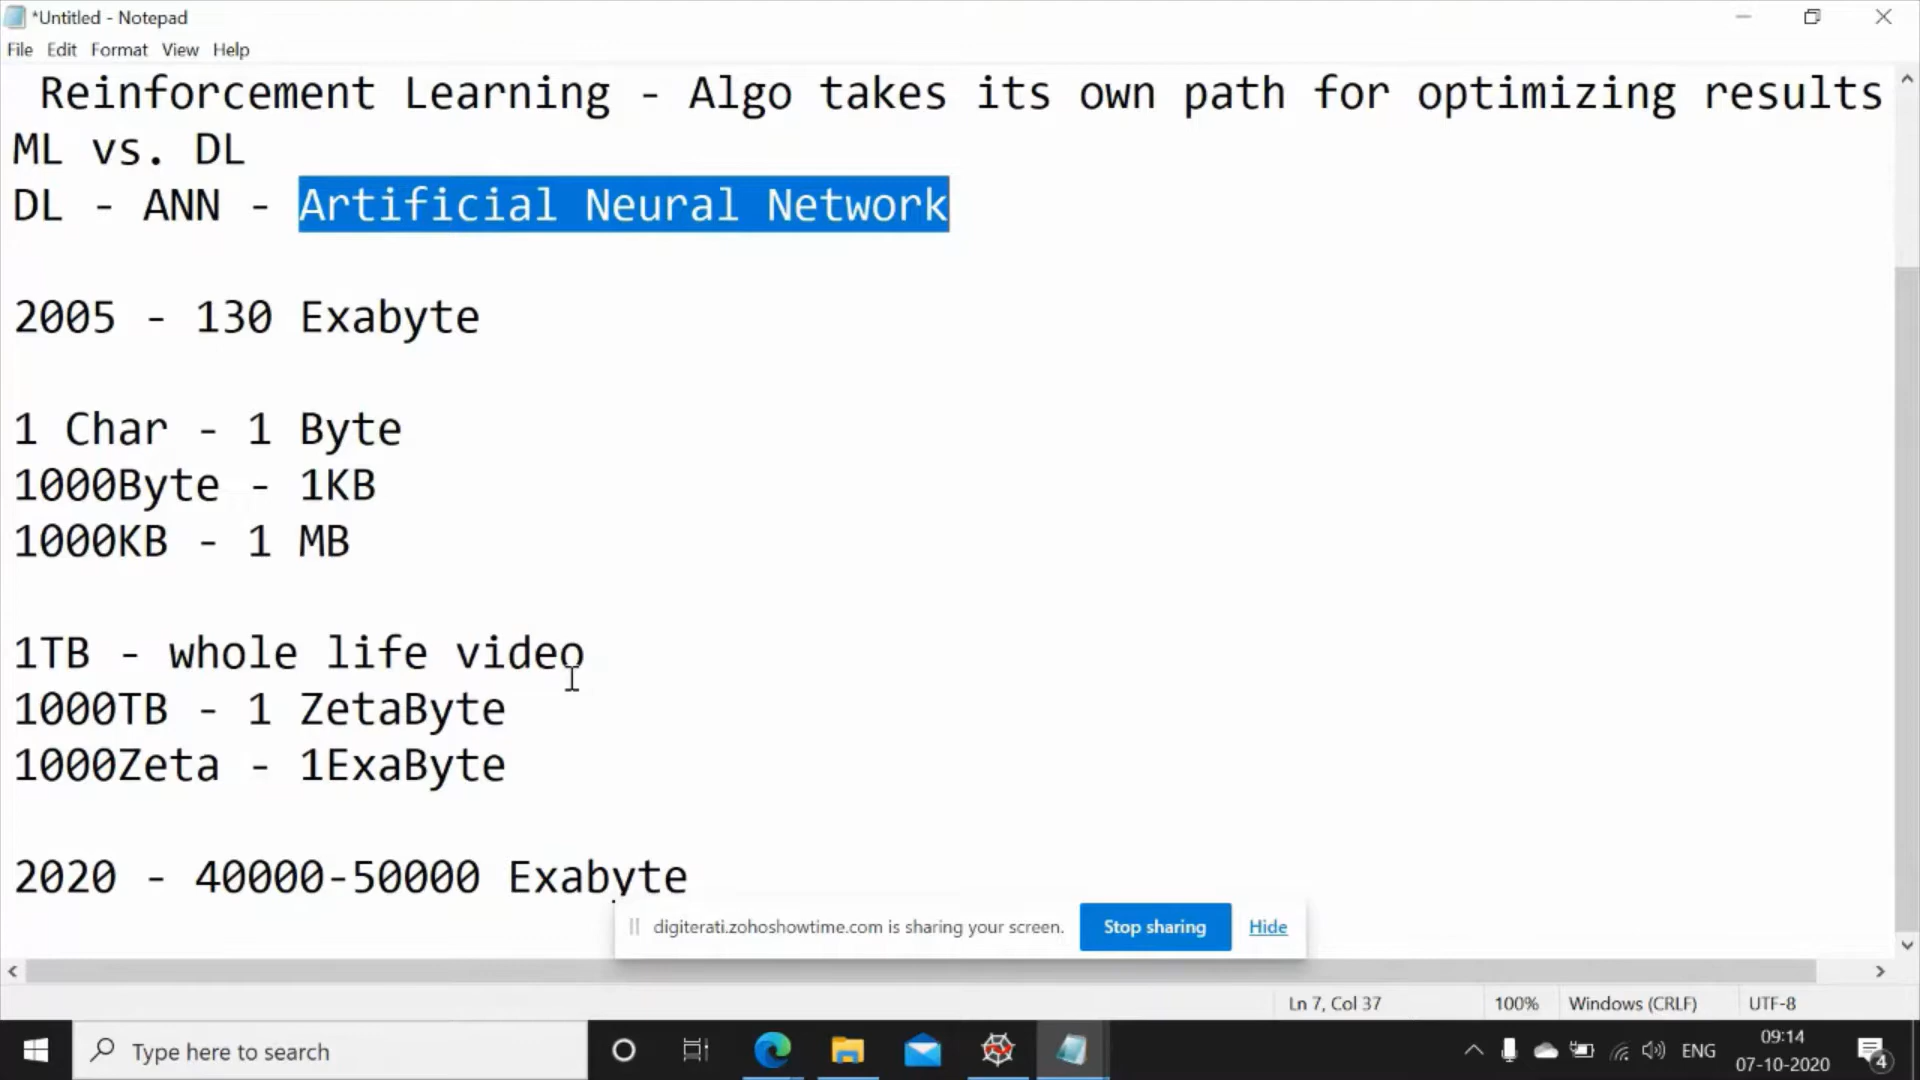 *Untitled - Notepad
File Edit Format View Help
Reinforcement Learning - Algo takes its own path for optimizing results
ML vs. DL
DL - ANN - Artificial Neural Network
2005 - 130 Exabyte
1 Char - 1 Byte
1000Byte - 1KB
1000KB - 1 MB
1TB - whole life video
1000TB - 1 ZetaByte
1000Zeta - 1ExaByte
2020 - 40000-50000 Exabyte
digiterati.zohoshowtime.com is sharing your screen. Stop sharing Hide
Ln 7, Col 37 100% Windows (CRLF) UTF-8
Type here to search
ENG
09:14
07-10-2020
4